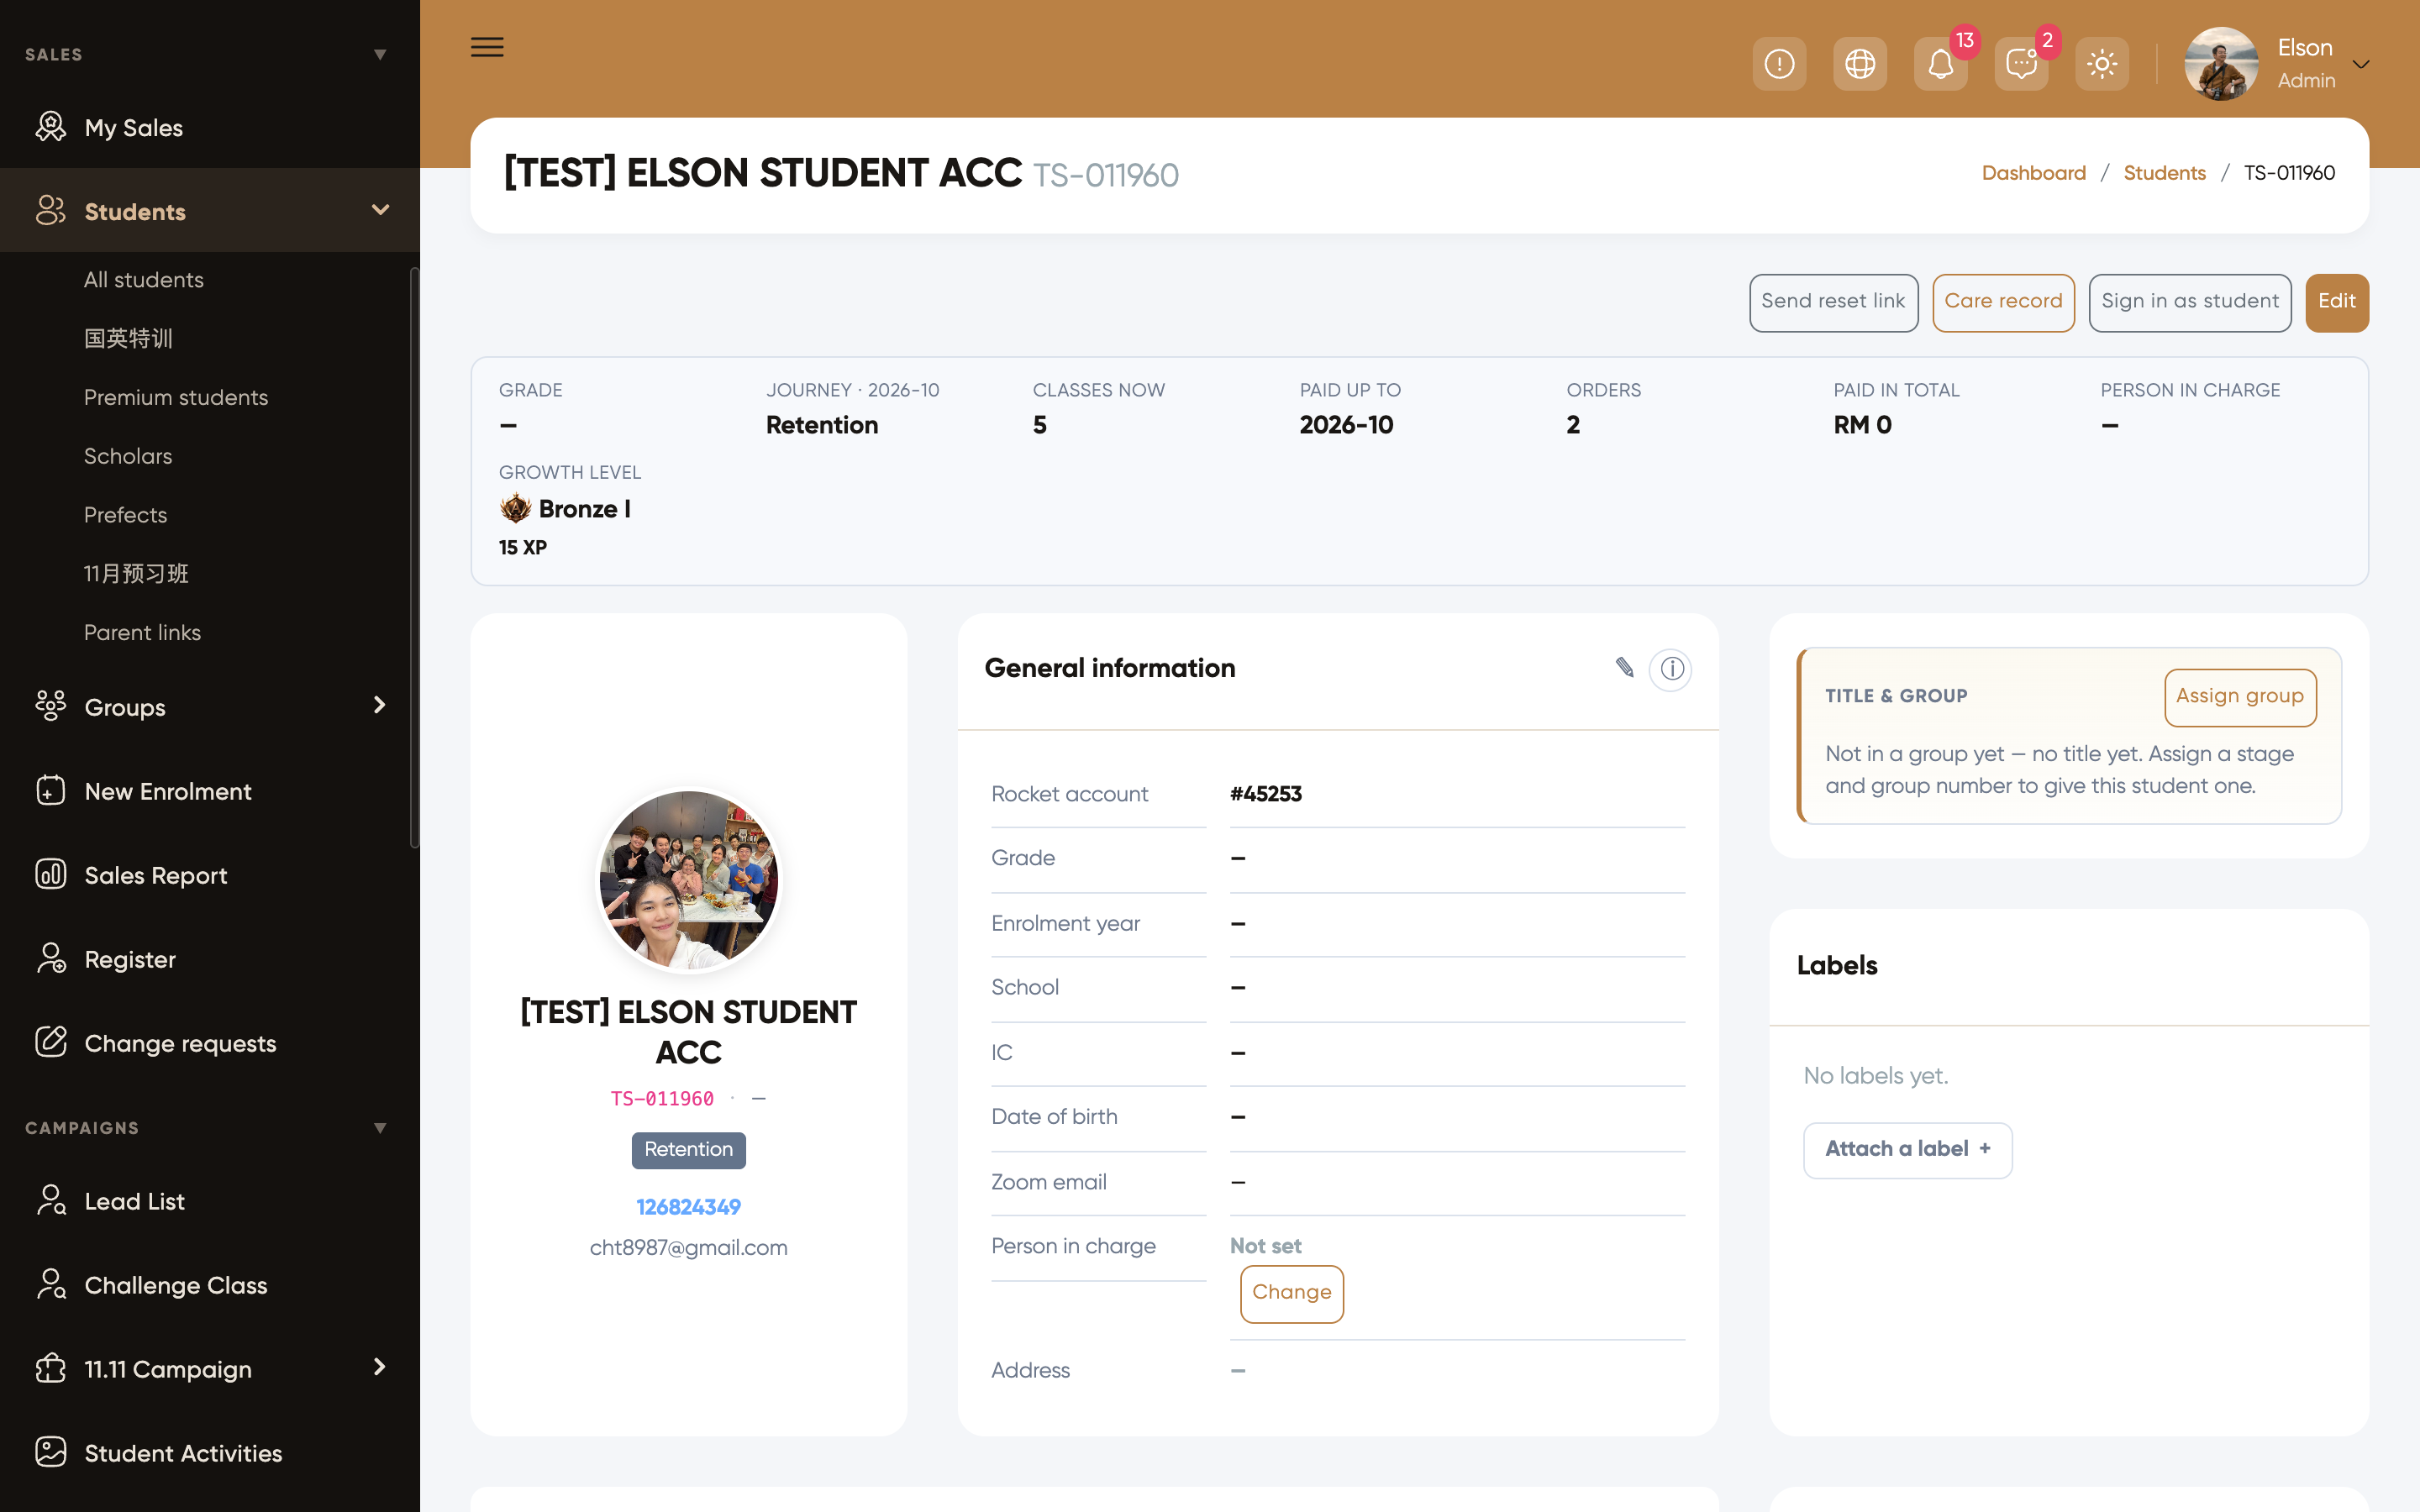 SALES
My Sales
Students
All students
国英特训
Premium students
Scholars
Prefects
11月预习班
Parent links
Groups
New Enrolment
Sales Report
Register
Change requests
CAMPAIGNS
Lead List
Challenge Class
11.11 Campaign
Student Activities
13
2
Elson
Admin
[TEST] ELSON STUDENT ACC TS-011960
Dashboard / Students / TS-011960
Send reset link
Care record
Sign in as student
Edit
GRADE
–
JOURNEY · 2026-10
Retention
CLASSES NOW
5
PAID UP TO
2026-10
ORDERS
2
PAID IN TOTAL
RM 0
PERSON IN CHARGE
–
GROWTH LEVEL
Bronze I
15 XP
[TEST] ELSON STUDENT
ACC
TS-011960 · –
Retention
126824349
cht8987@gmail.com
General information
Rocket account #45253
Grade –
Enrolment year –
School –
IC –
Date of birth –
Zoom email –
Person in charge Not set
Change
Address –
TITLE & GROUP
Assign group
Not in a group yet – no title yet. Assign a stage
and group number to give this student one.
Labels
No labels yet.
Attach a label +